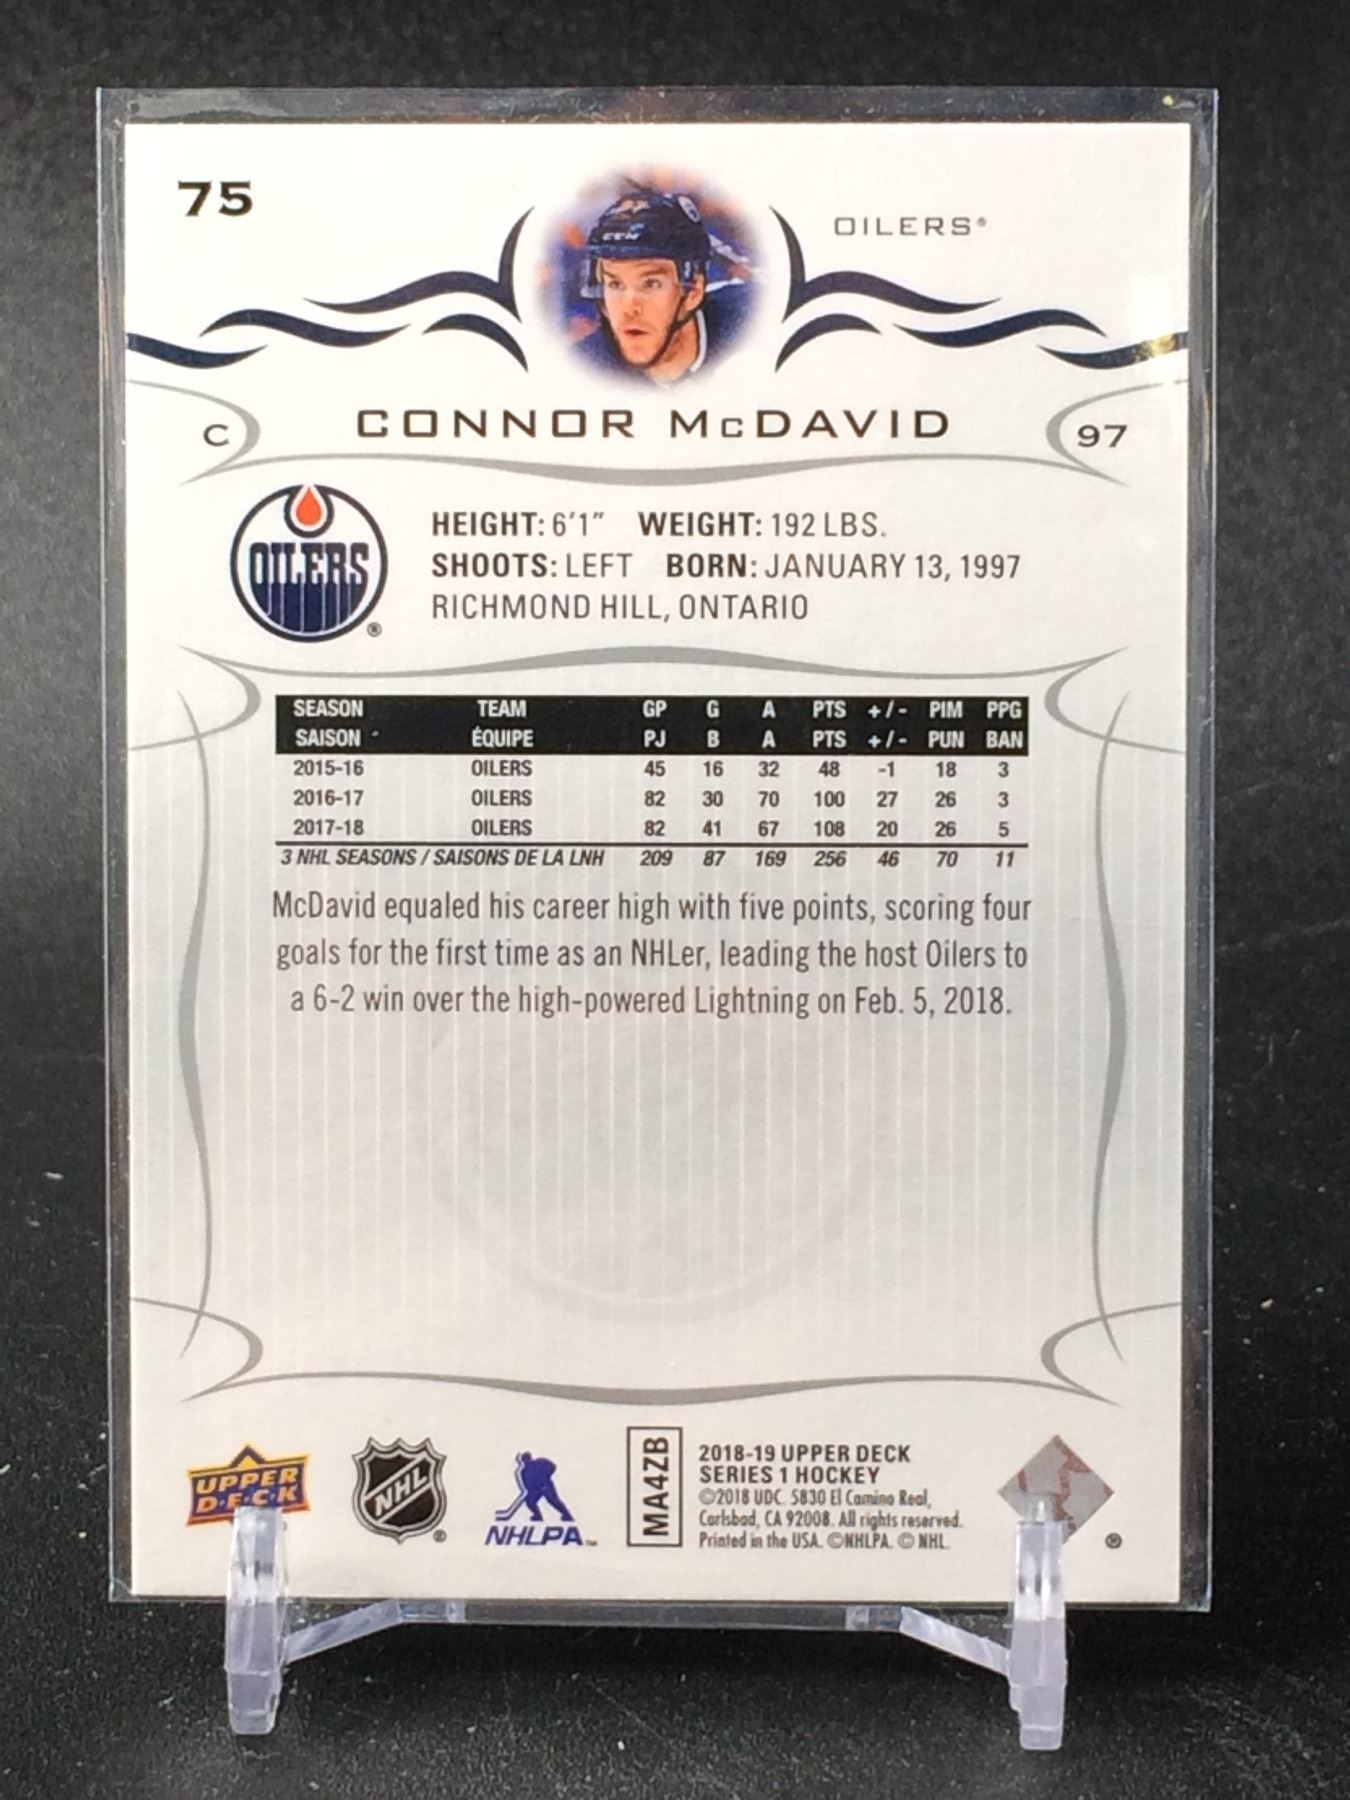 75
OILERS®
CCM
C
CONNOR McDAVID
97
OILERS
®
HEIGHT: 6'1" WEIGHT: 192 LBS.
SHOOTS: LEFT BORN: JANUARY 13, 1997
RICHMOND HILL, ONTARIO
SEASON TEAM GP G A PTS +/- PIM PPG
SAISON ÉQUIPE PJ B A PTS +/- PUN BAN
2015-16 OILERS 45 16 32 48 -1 18 3
2016-17 OILERS 82 30 70 100 27 26 3
2017-18 OILERS 82 41 67 108 20 26 5
3 NHL SEASONS / SAISONS DE LA LNH 209 87 169 256 46 70 11
McDavid equaled his career high with five points, scoring four
goals for the first time as an NHLer, leading the host Oilers to
a 6-2 win over the high-powered Lightning on Feb. 5, 2018.
UPPER
DECK
NHL
®
NHLPA™
MA4ZB
2018-19 UPPER DECK
SERIES 1 HOCKEY
©2018 UDC. 5830 El Camino Real,
Carlsbad, CA 92008. All rights reserved.
Printed in the USA. ©NHLPA. © NHL.
®